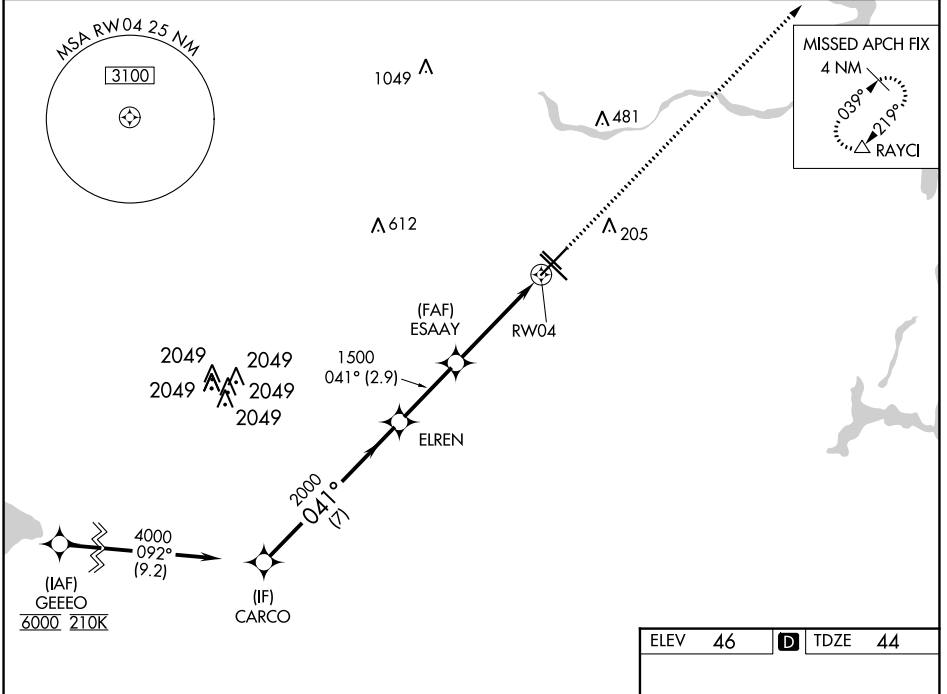 MSA RW04 25 NM
3100
1049
481
MISSED APCH FIX
4 NM
039°
219°
RAYCI
612
205
(FAF)
ESAAY
RW04
1500
041° (2.9)
2049
2049
2049
2049
2049
ELREN
2000
041°
(7)
4000
092°
(9.2)
(IAF)
GEEEO
6000 210K
(IF)
CARCO
ELEV 46 D TDZE 44